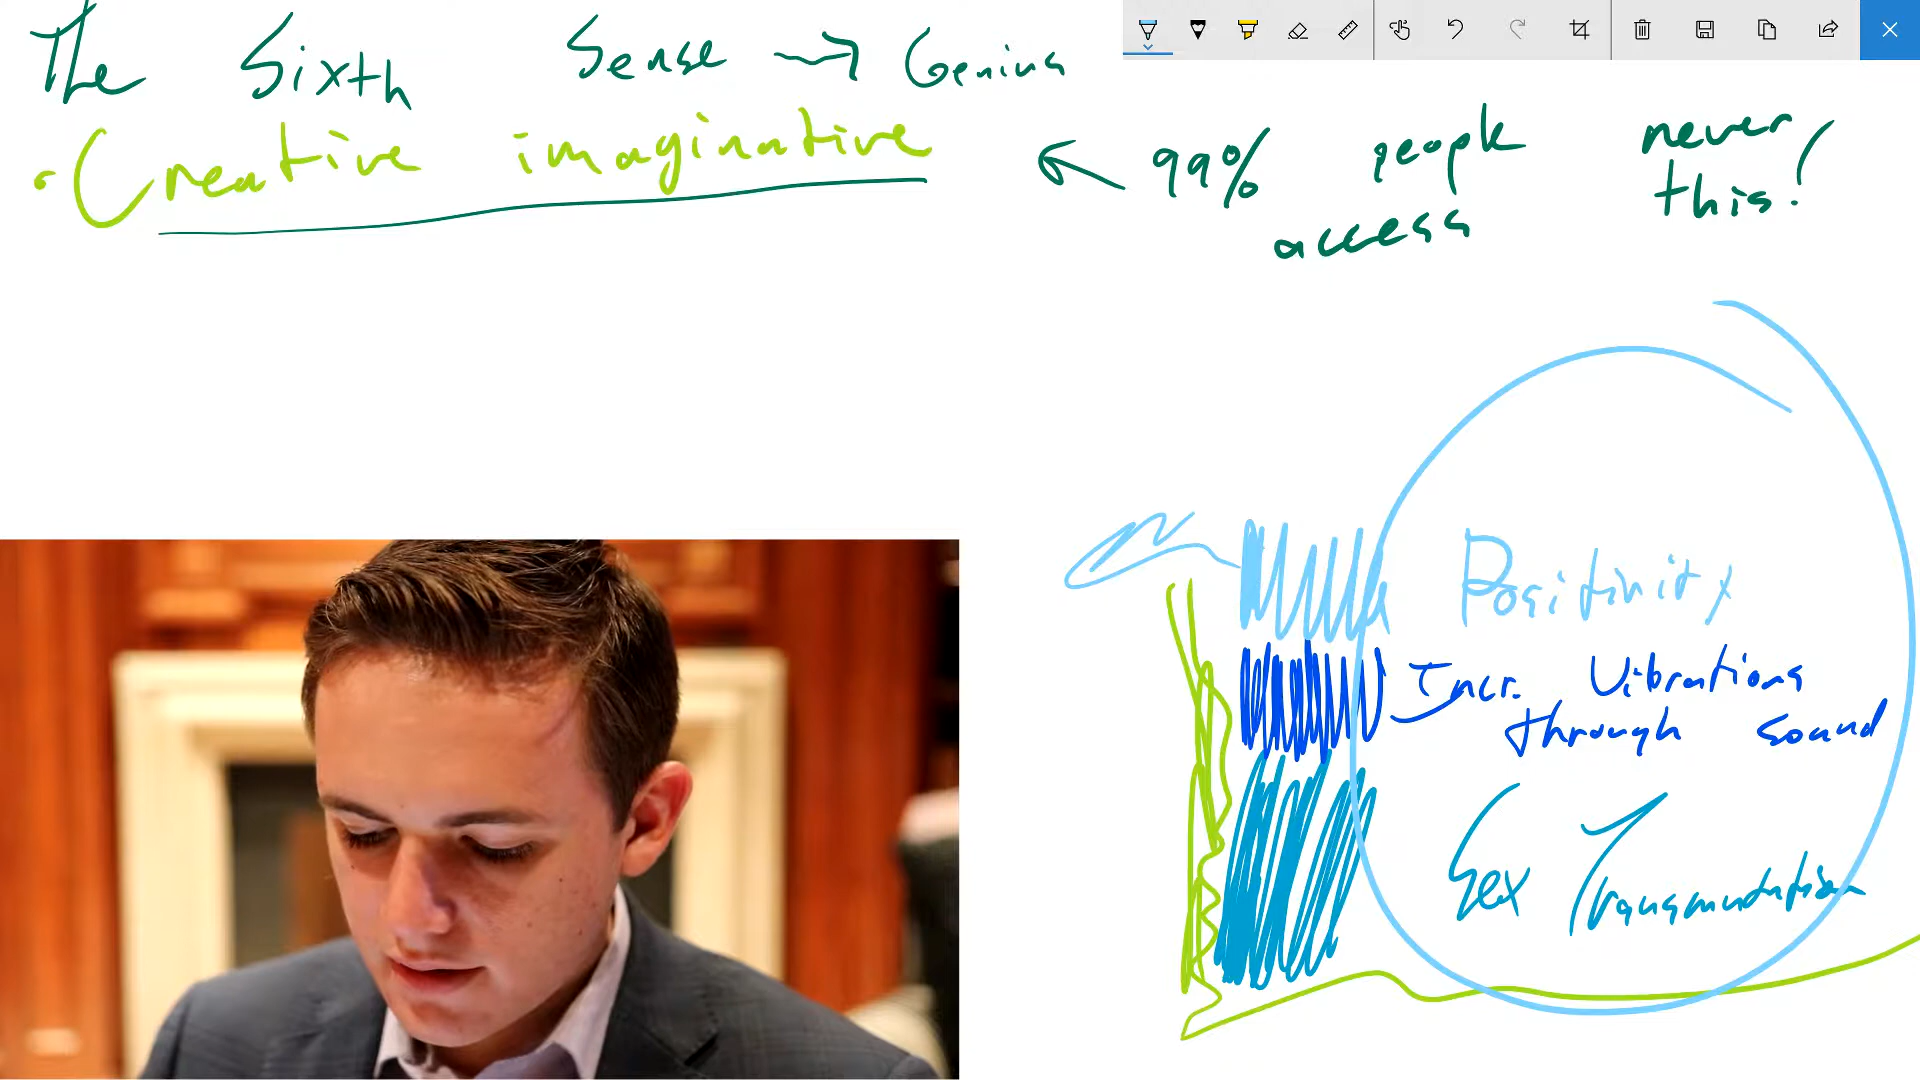 The Sixth Sense → Genius
• Creative imaginative
← 99% people never
access this!
Positivity
Incr. Vibrations
through sound
Sex Transmutation